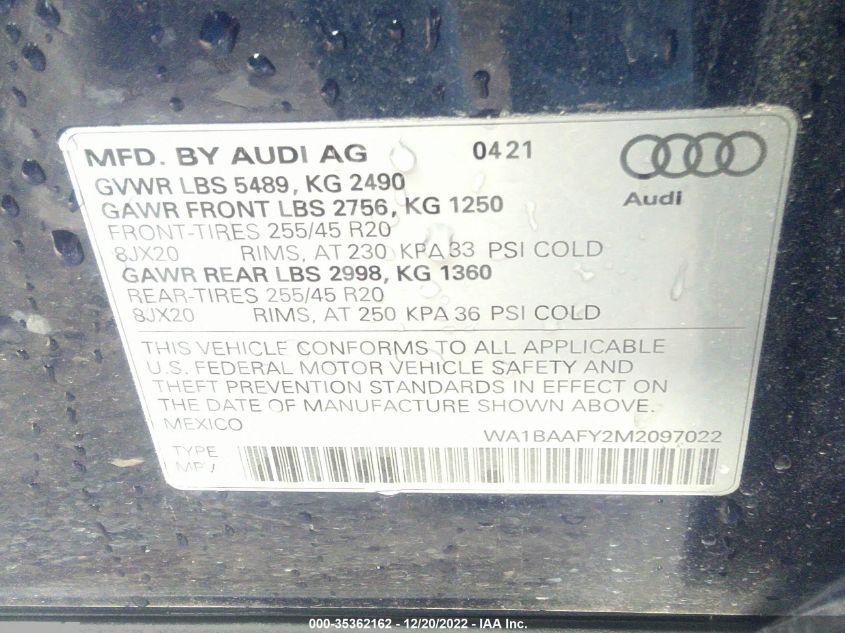 MFD. BY AUDI AG 0421
Audi
GVWR LBS 5489, KG 2490
GAWR FRONT LBS 2756, KG 1250
FRONT-TIRES 255/45 R20
8JX20 RIMS, AT 230 KPA 33 PSI COLD
GAWR REAR LBS 2998, KG 1360
REAR-TIRES 255/45 R20
8JX20 RIMS, AT 250 KPA 36 PSI COLD
THIS VEHICLE CONFORMS TO ALL APPLICABLE
U.S. FEDERAL MOTOR VEHICLE SAFETY AND
THEFT PREVENTION STANDARDS IN EFFECT ON
THE DATE OF MANUFACTURE SHOWN ABOVE.
MEXICO WA1BAAFY2M2097022
TYPE
000-35362162 - 12/20/2022 - IAA Inc.